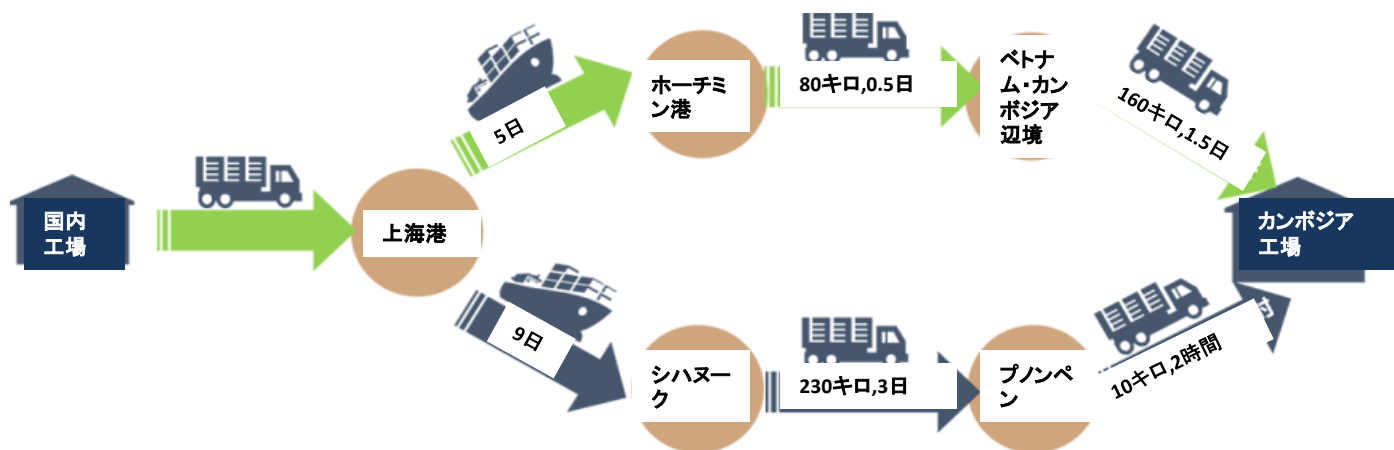 国内
工場
上海港
5日
ホーチミ
ン港
80キロ,0.5日
ベトナ
ム・カン
ボジア
辺境
160キロ,1.5日
カンボジア
工場
9日
シハヌー
ク
230キロ,3日
プノンペ
ン
10キロ,2時間